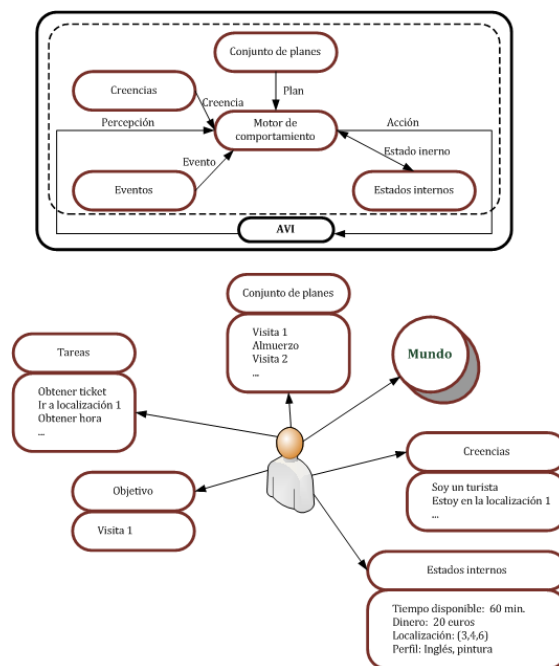 Conjunto de planes
Creencias
Creencia
Plan
Percepción
Motor de
comportamiento
Acción
Evento
Estado inerno
Eventos
Estados internos
AVI
Conjunto de planes
Visita 1
Almuerzo
Visita 2
...
Mundo
Tareas
Obtener ticket
Ir a localización 1
Obtener hora
...
Creencias
Soy un turista
Estoy en la localización 1
...
Objetivo
Visita 1
Estados internos
Tiempo disponible: 60 min.
Dinero: 20 euros
Localización: (3,4,6)
Perfil: Inglés, pintura